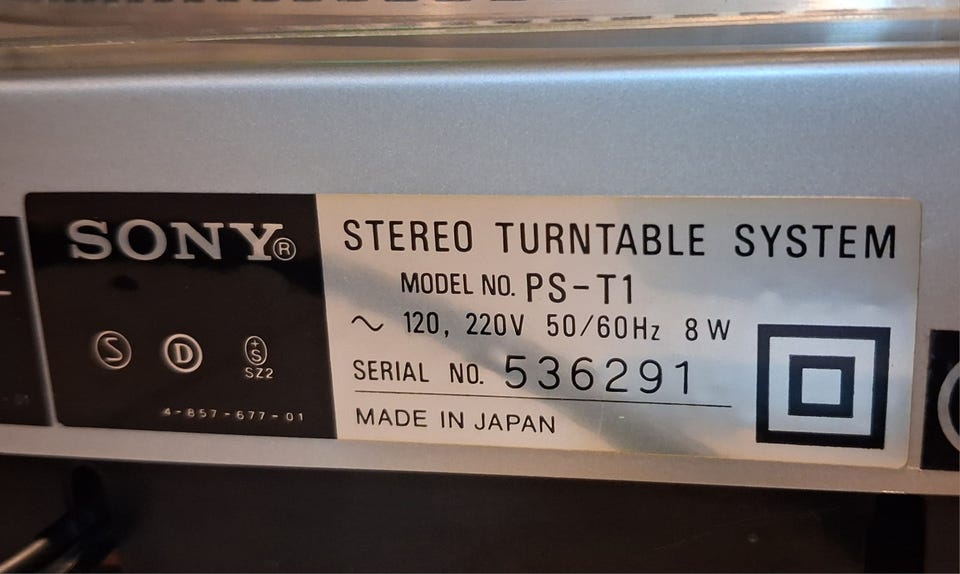 SONY®
S D +S
SZ2
4-857-677-01
STEREO TURNTABLE SYSTEM
MODEL NO. PS-T1
~ 120, 220V 50/60Hz 8W
SERIAL NO. 536291
MADE IN JAPAN